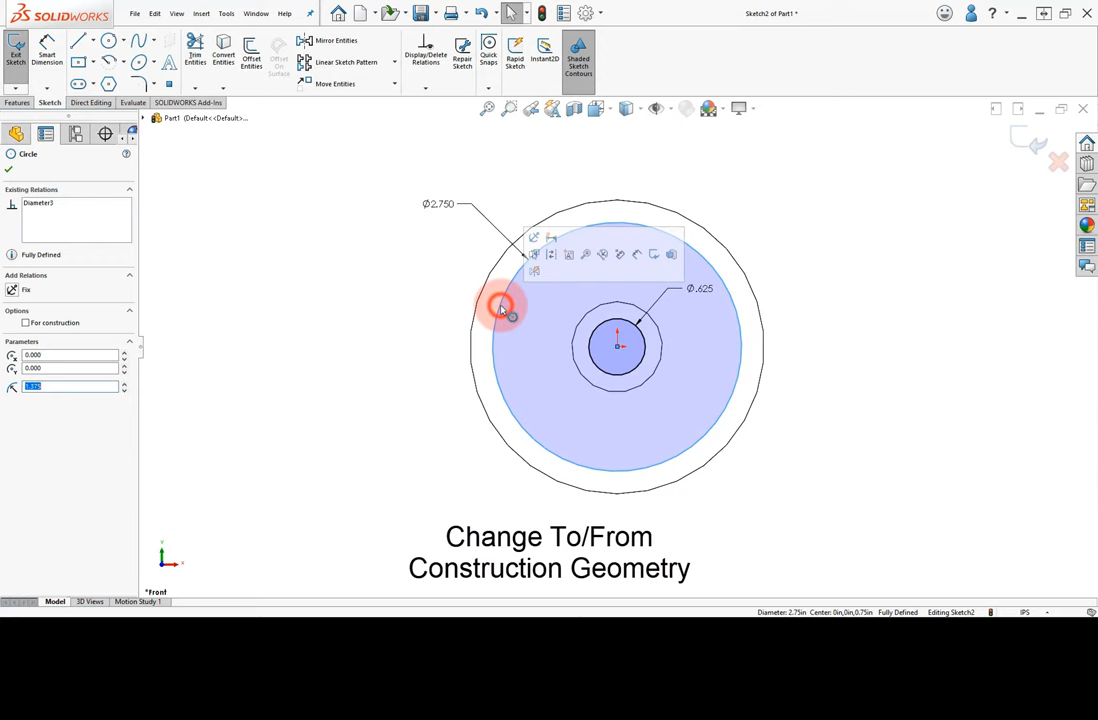 SOLIDWORKS File Edit View Insert Tools Window Help Sketch2 of Part1 *
Exit Sketch
Smart Dimension
Trim Entities
Convert Entities
Offset Entities
Offset On Surface
Mirror Entities
Linear Sketch Pattern
Move Entities
Display/Delete Relations
Repair Sketch
Quick Snaps
Rapid Sketch
Instant2D
Shaded Sketch Contours
Features Sketch Direct Editing Evaluate SOLIDWORKS Add-Ins
Part1 (Default<<Default>...
Circle
Existing Relations
Diameter3
Fully Defined
Add Relations
Fix
Options
For construction
Parameters
0.000
0.000
1.375
Ø2.750
Ø.625
Change To/From
Construction Geometry
*Front
Model 3D Views Motion Study 1
Diameter: 2.75in Center: 0in,0in,0.75in Fully Defined Editing Sketch2 IPS